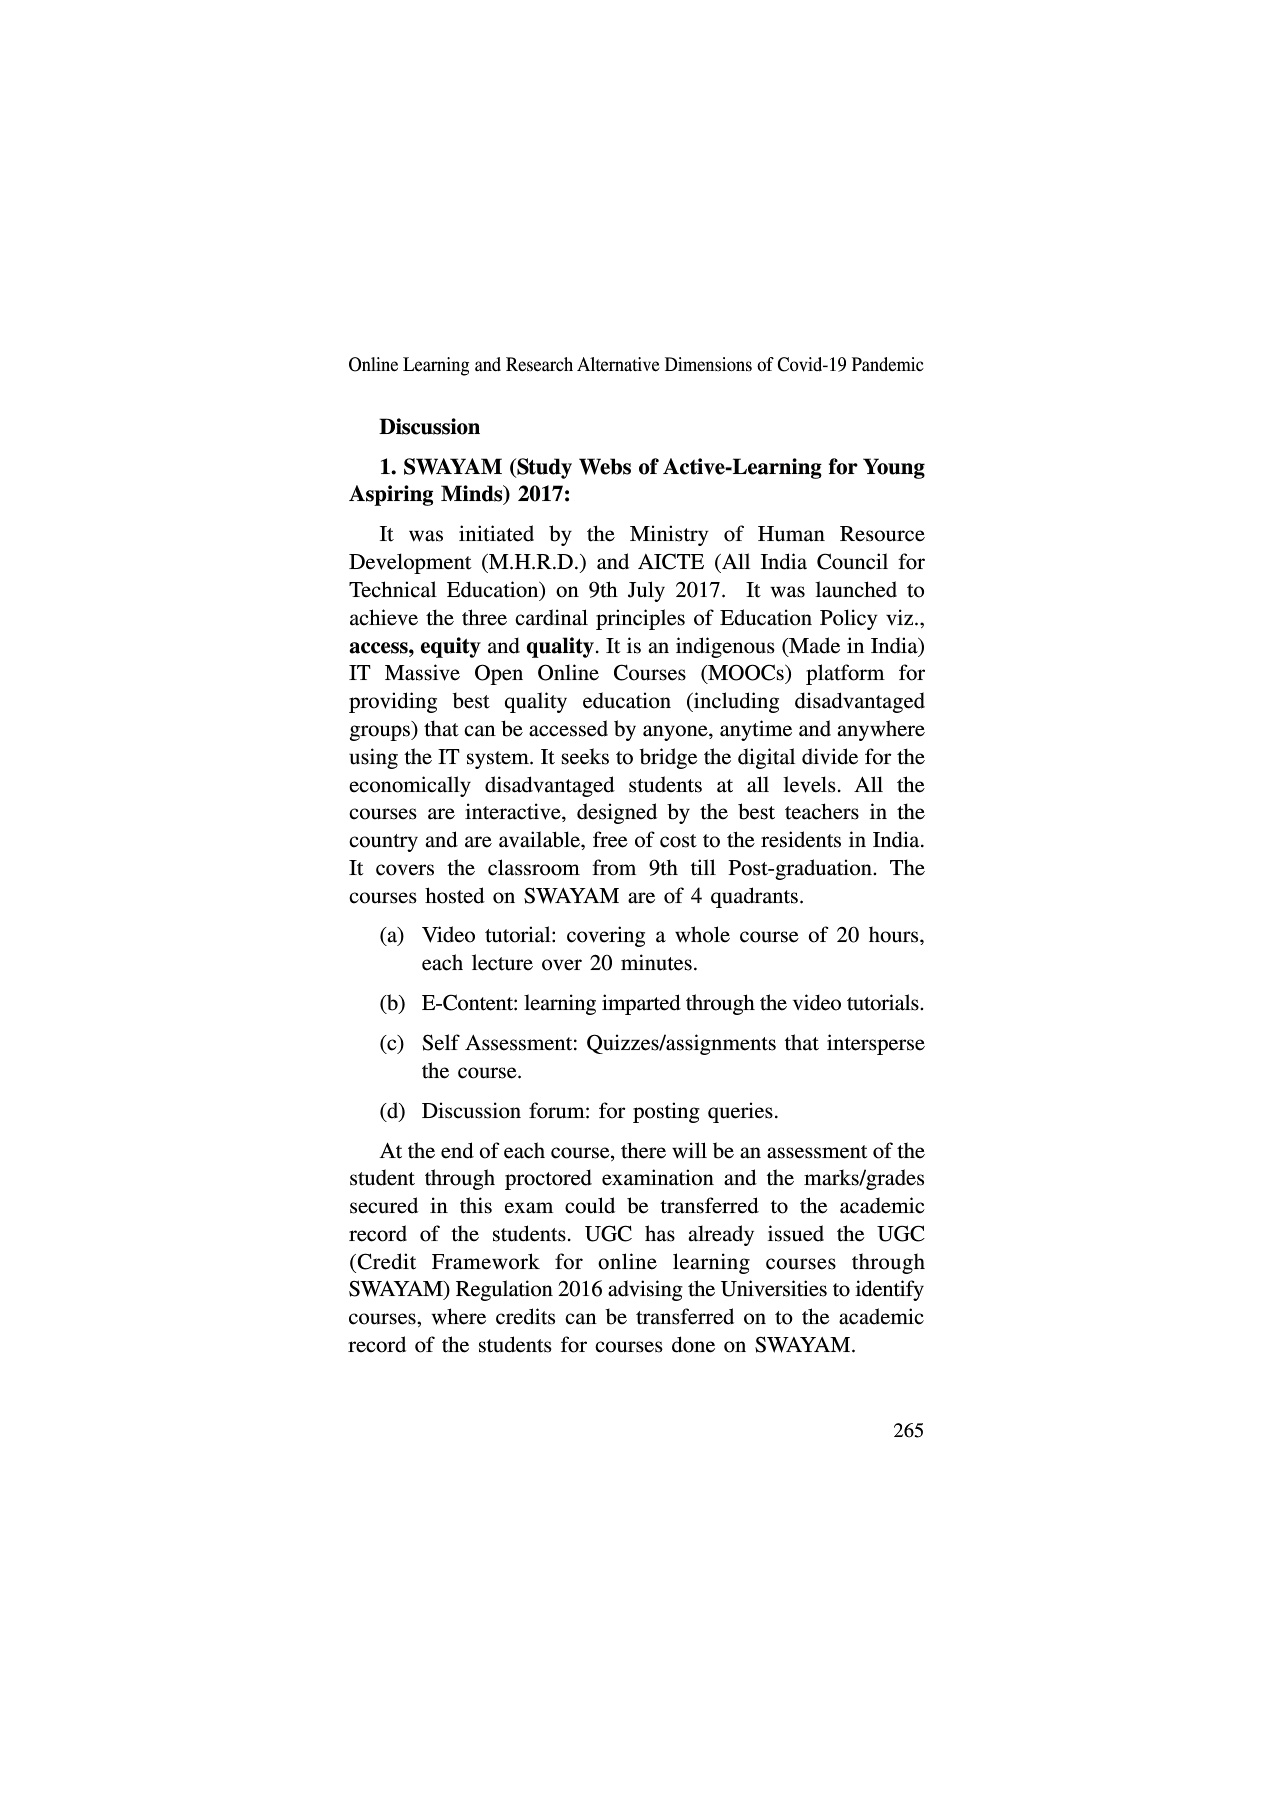 Online Learning and Research Alternative Dimensions of Covid-19 Pandemic
Discussion
1. SWAYAM (Study Webs of Active-Learning for Young
Aspiring Minds) 2017:
It was initiated by the Ministry of Human Resource
Development (M.H.R.D.) and AICTE (All India Council for
Technical Education) on 9th July 2017. It was launched to
achieve the three cardinal principles of Education Policy viz.,
access, equity and quality. It is an indigenous (Made in India)
IT Massive Open Online Courses (MOOCs) platform for
providing best quality education (including disadvantaged
groups) that can be accessed by anyone, anytime and anywhere
using the IT system. It seeks to bridge the digital divide for the
economically disadvantaged students at all levels. All the
courses are interactive, designed by the best teachers in the
country and are available, free of cost to the residents in India.
It covers the classroom from 9th till Post-graduation. The
courses hosted on SWAYAM are of 4 quadrants.
(a) Video tutorial: covering a whole course of 20 hours,
each lecture over 20 minutes.
(b) E-Content: learning imparted through the video tutorials.
(c) Self Assessment: Quizzes/assignments that intersperse
the course.
(d) Discussion forum: for posting queries.
At the end of each course, there will be an assessment of the
student through proctored examination and the marks/grades
secured in this exam could be transferred to the academic
record of the students. UGC has already issued the UGC
(Credit Framework for online learning courses through
SWAYAM) Regulation 2016 advising the Universities to identify
courses, where credits can be transferred on to the academic
record of the students for courses done on SWAYAM.
265